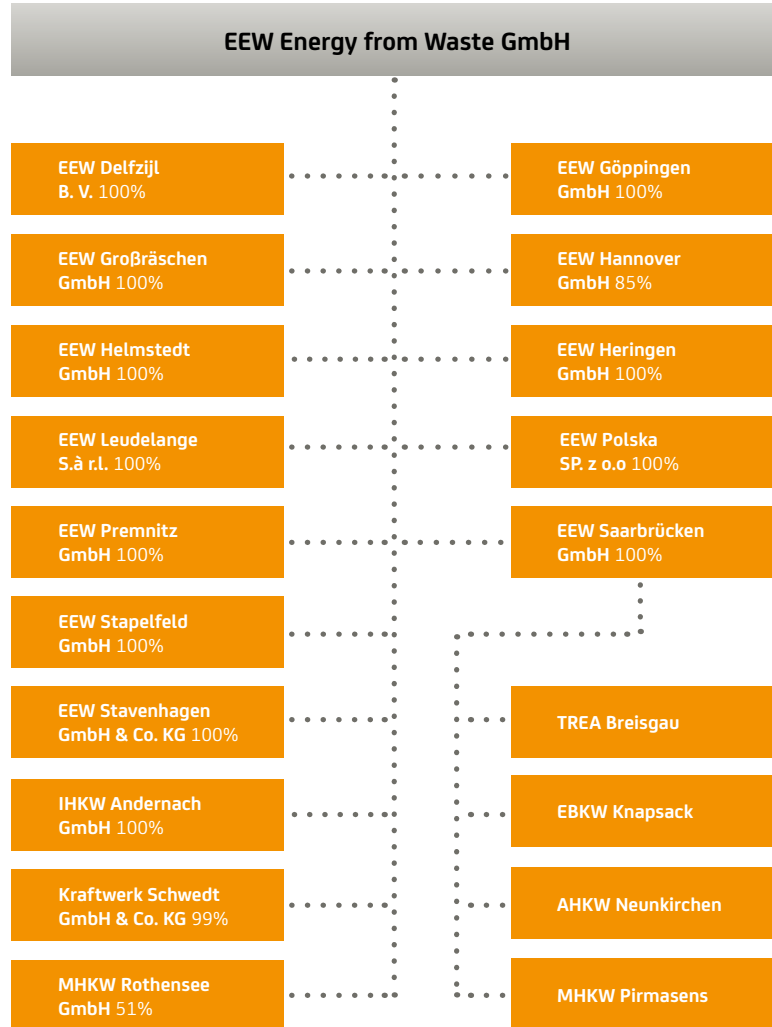 EEW Energy from Waste GmbH
EEW Delfzijl
B. V. 100%
EEW Göppingen
GmbH 100%
EEW Großräschen
GmbH 100%
EEW Hannover
GmbH 85%
EEW Helmstedt
GmbH 100%
EEW Heringen
GmbH 100%
EEW Leudelange
S.à r.l. 100%
EEW Polska
SP. z o.o 100%
EEW Premnitz
GmbH 100%
EEW Saarbrücken
GmbH 100%
EEW Stapelfeld
GmbH 100%
EEW Stavenhagen
GmbH & Co. KG 100%
TREA Breisgau
IHKW Andernach
GmbH 100%
EBKW Knapsack
Kraftwerk Schwedt
GmbH & Co. KG 99%
AHKW Neunkirchen
MHKW Rothensee
GmbH 51%
MHKW Pirmasens